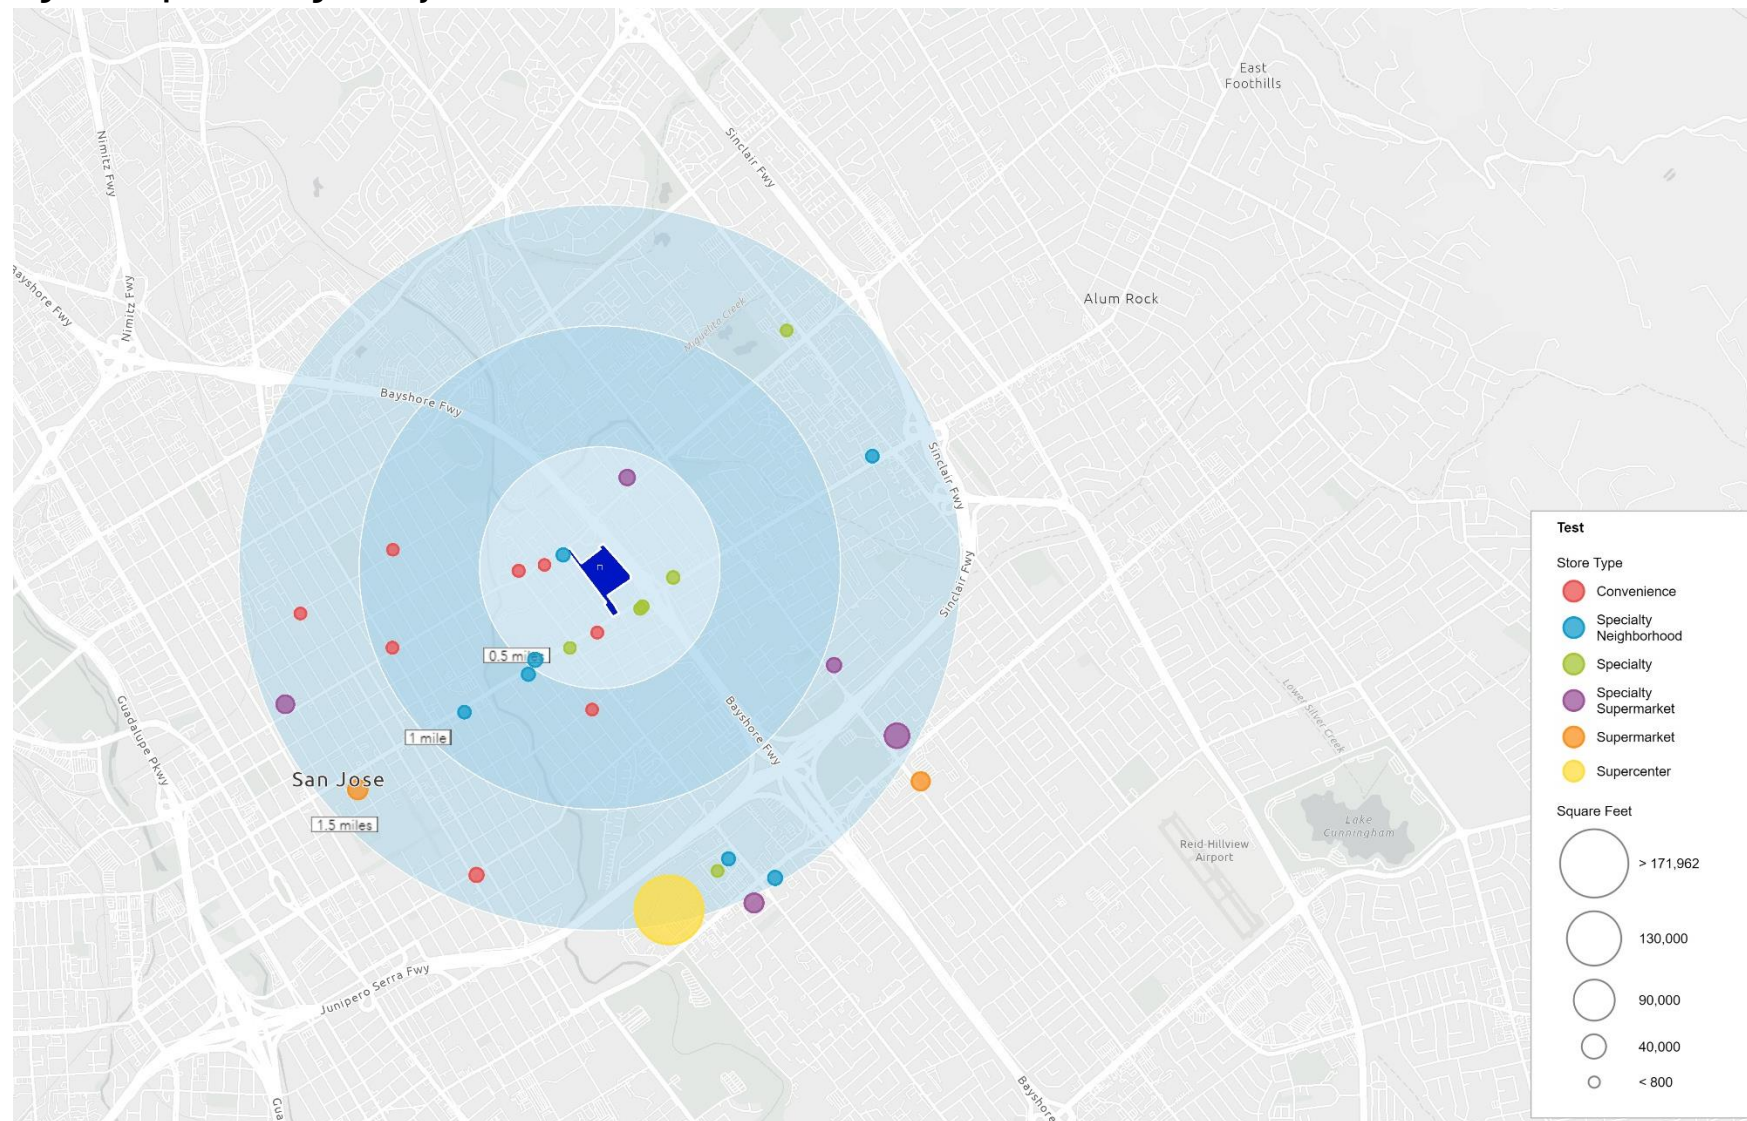 East
Foothills
Sinclair Fwy
Nimitz Fwy
Bayshore Fwy
Nimitz Fwy
Alum Rock
Miguelita Creek
Bayshore Fwy
Sinclair Fwy
Sinclair Fwy
0.5 miles
1 mile
Guadalupe Pkwy
Bayshore Fwy
Lower Silver Creek
San Jose
1.5 miles
Lake
Cunningham
Reid-Hillview
Airport
Junipero Serra Fwy
Gua
Bayshore
Test
Store Type
Convenience
Specialty
Neighborhood
Specialty
Specialty
Supermarket
Supermarket
Supercenter
Square Feet
> 171,962
130,000
90,000
40,000
< 800